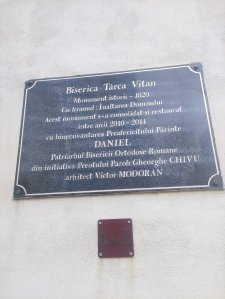 Biserica Tarca Vitan
Monument istoric - 1820
Cu hramul : Înălțarea Domnului
Acest monument s-a consolidat și restaurat
între anii 2010 - 2014
cu binecuvântarea Preafericitului Părinte
DANIEL
Patriarhul Bisericii Ortodoxe Române
din inițiativa Preotului Paroh Gheorghe CHIVU
arhitect Victor MODORAN